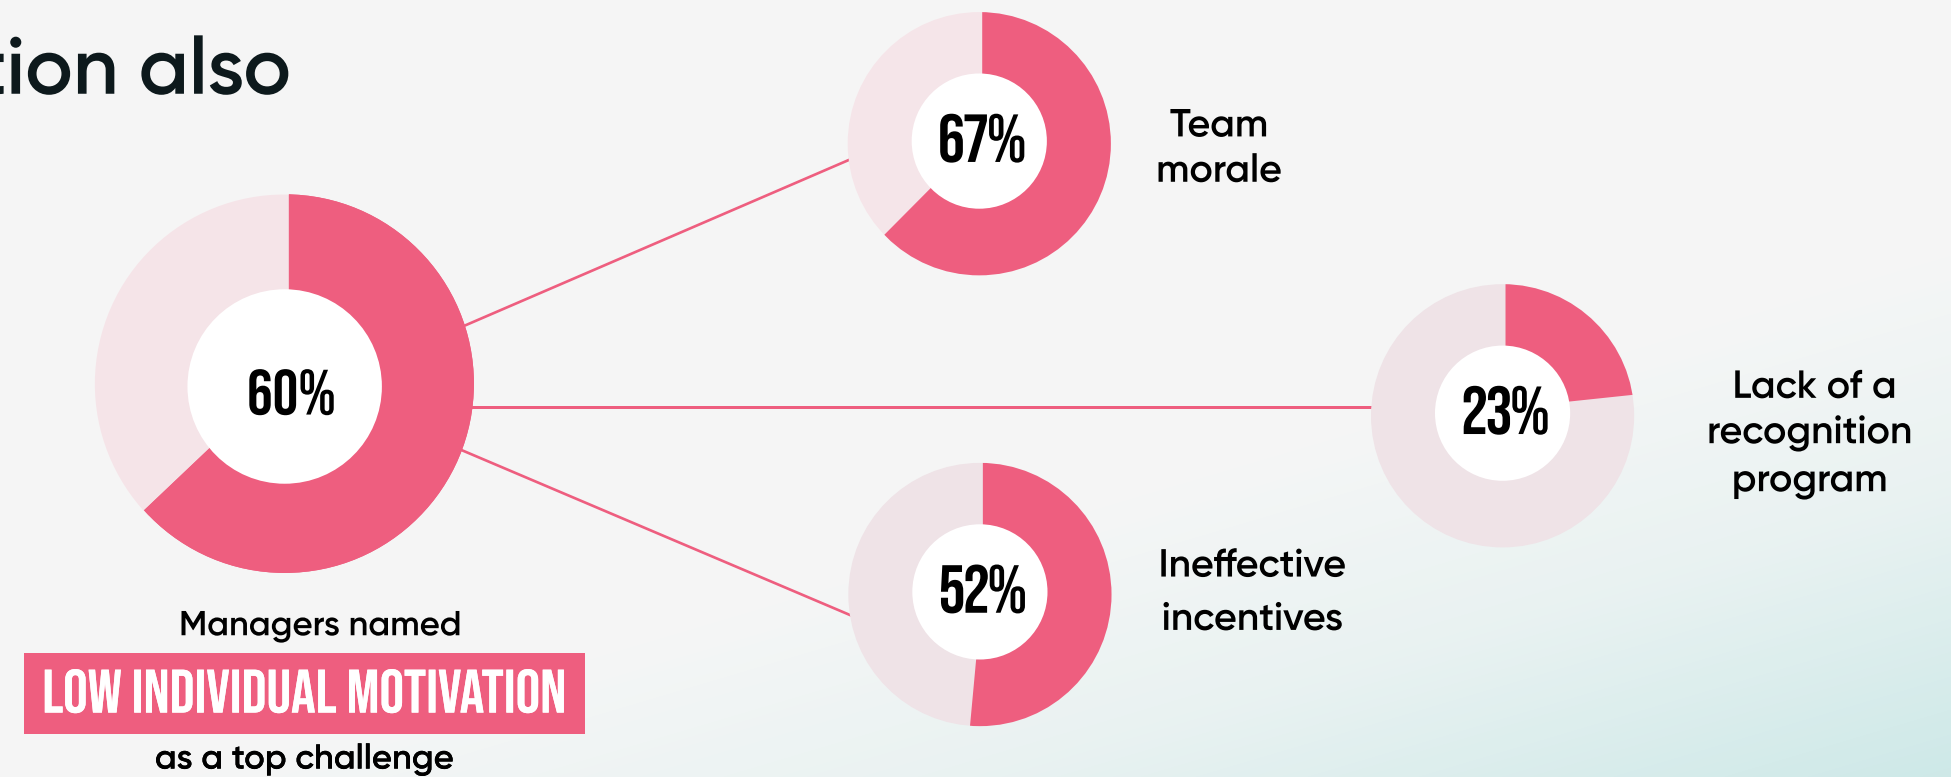 tion also
60%
Managers named
LOW INDIVIDUAL MOTIVATION
as a top challenge
67%
Team
morale
23%
Lack of a
recognition
program
52%
Ineffective
incentives